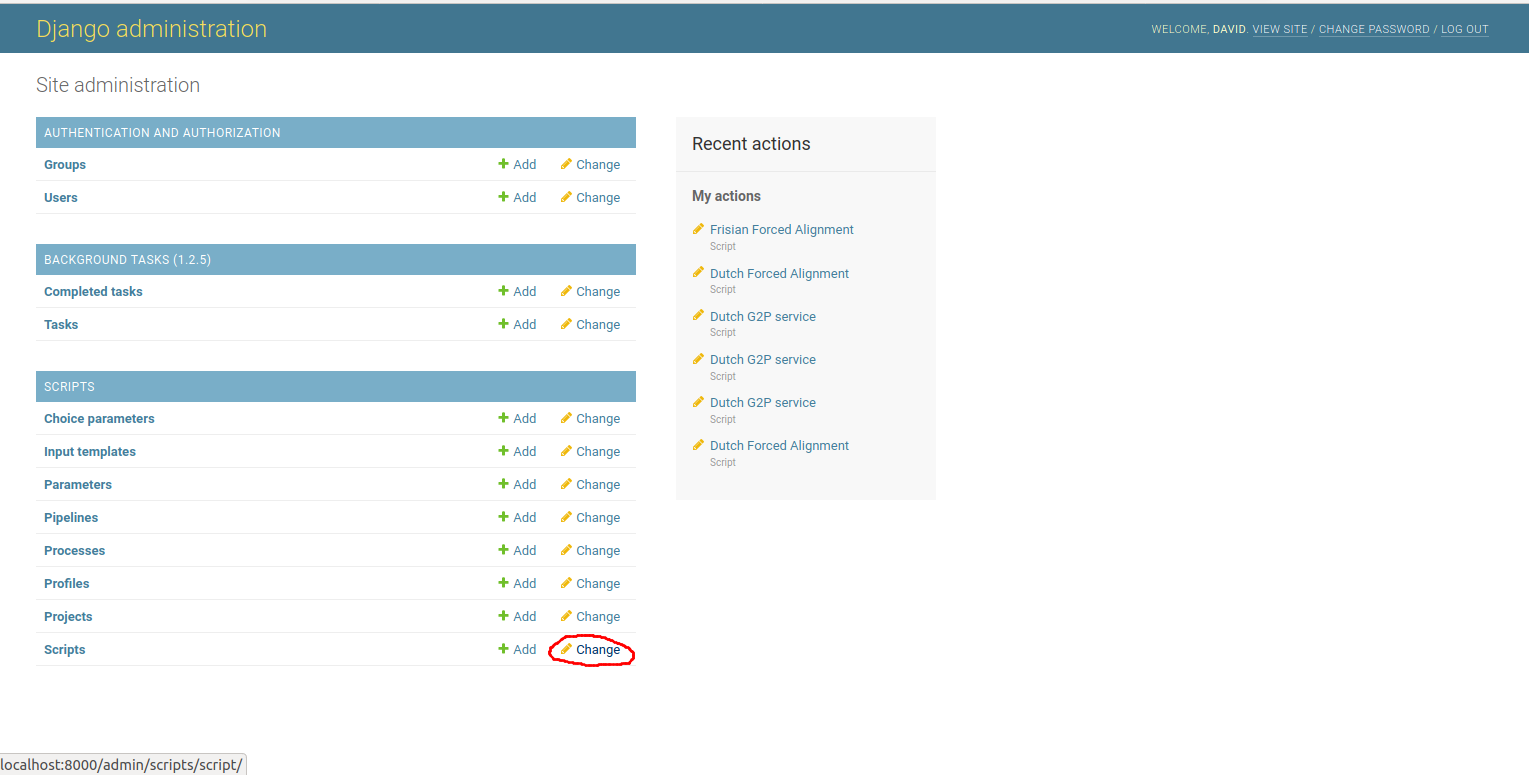 Django administration
WELCOME, DAVID. VIEW SITE / CHANGE PASSWORD / LOG OUT
Site administration
AUTHENTICATION AND AUTHORIZATION
Groups Add Change
Users Add Change
BACKGROUND TASKS (1.2.5)
Completed tasks Add Change
Tasks Add Change
SCRIPTS
Choice parameters Add Change
Input templates Add Change
Parameters Add Change
Pipelines Add Change
Processes Add Change
Profiles Add Change
Projects Add Change
Scripts Add Change
Recent actions
My actions
Frisian Forced Alignment
Script
Dutch Forced Alignment
Script
Dutch G2P service
Script
Dutch G2P service
Script
Dutch G2P service
Script
Dutch Forced Alignment
Script
localhost:8000/admin/scripts/script/